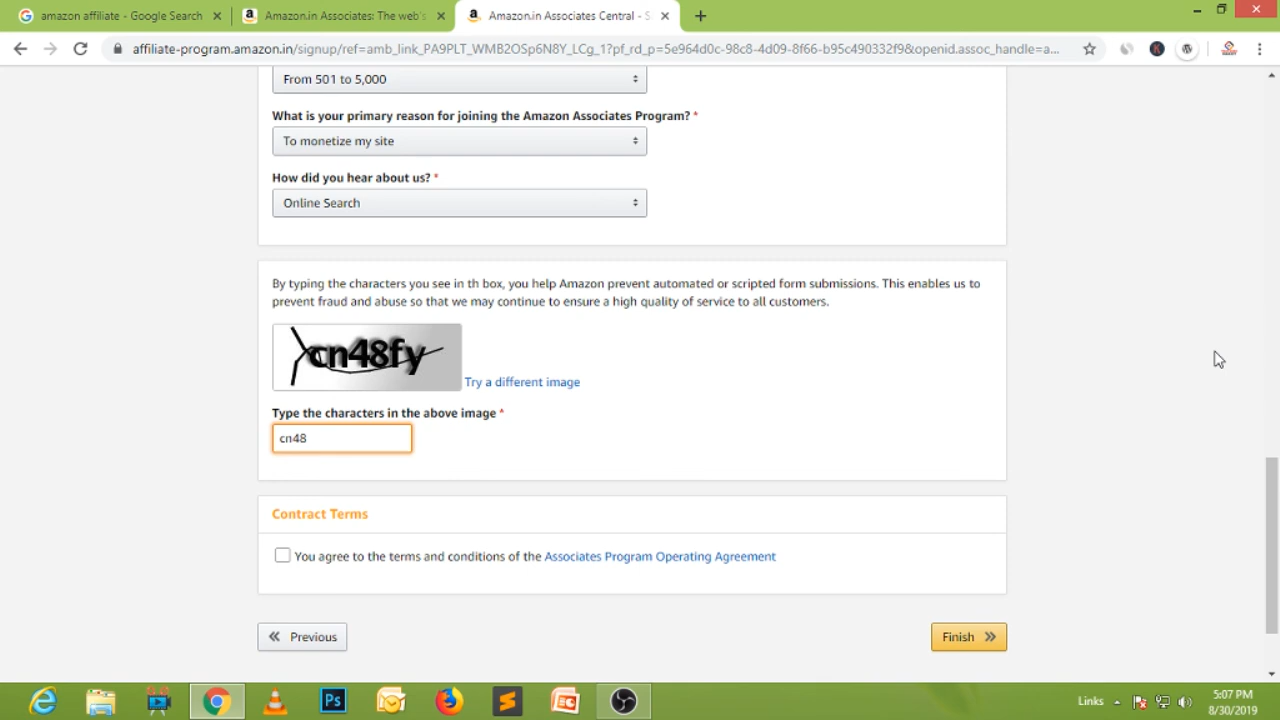 amazon affiliate - Google Search
Amazon.in Associates: The web's
Amazon.in Associates Central - S
affiliate-program.amazon.in/signup/ref=amb_link_PA9PLT_WMB2OSp6N8Y_LCg_1?pf_rd_p=5e964d0c-98c8-4d09-8f66-b95c490332f9&openid.assoc_handle=a...
From 501 to 5,000
What is your primary reason for joining the Amazon Associates Program? *
To monetize my site
How did you hear about us? *
Online Search
By typing the characters you see in th box, you help Amazon prevent automated or scripted form submissions. This enables us to
prevent fraud and abuse so that we may continue to ensure a high quality of service to all customers.
cn48fy
Try a different image
Type the characters in the above image *
cn48
Contract Terms
You agree to the terms and conditions of the Associates Program Operating Agreement
Previous
Finish
Ps
Links
5:07 PM
8/30/2019